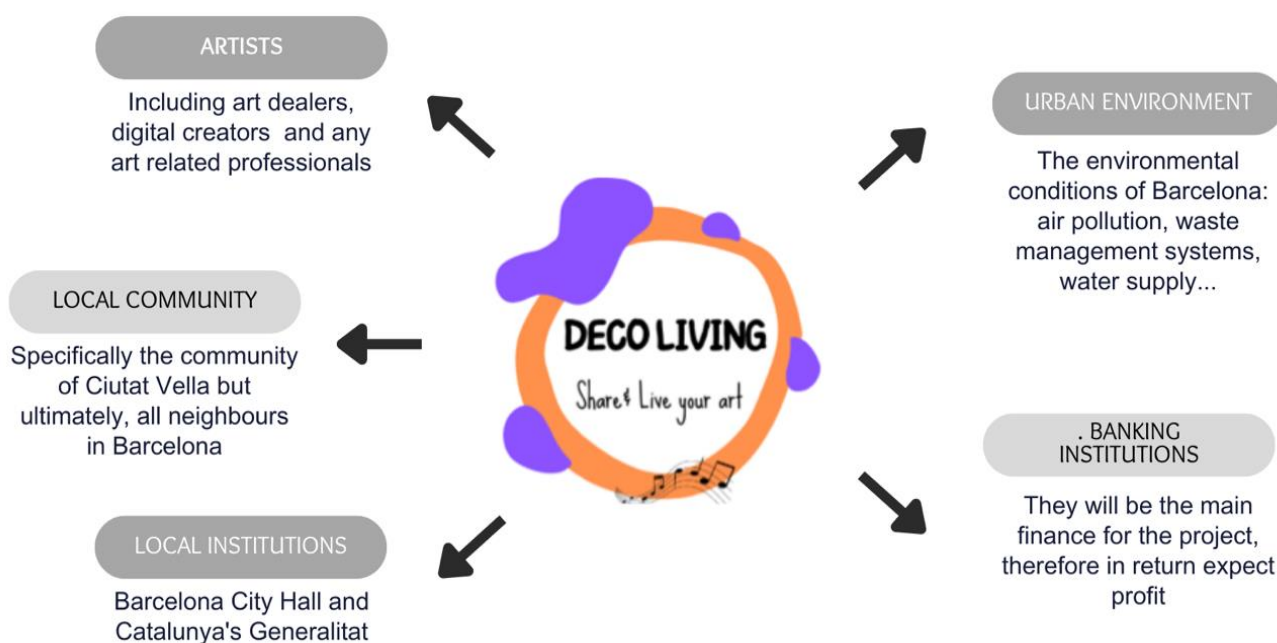 ARTISTS
Including art dealers,
digital creators and any
art related professionals
LOCAL COMMUNITY
Specifically the community
of Ciutat Vella but
ultimately, all neighbours
in Barcelona
LOCAL INSTITUTIONS
Barcelona City Hall and
Catalunya's Generalitat
DECO LIVING
Share & Live your art
URBAN ENVIRONMENT
The environmental
conditions of Barcelona:
air pollution, waste
management systems,
water supply...
. BANKING
INSTITUTIONS
They will be the main
finance for the project,
therefore in return expect
profit